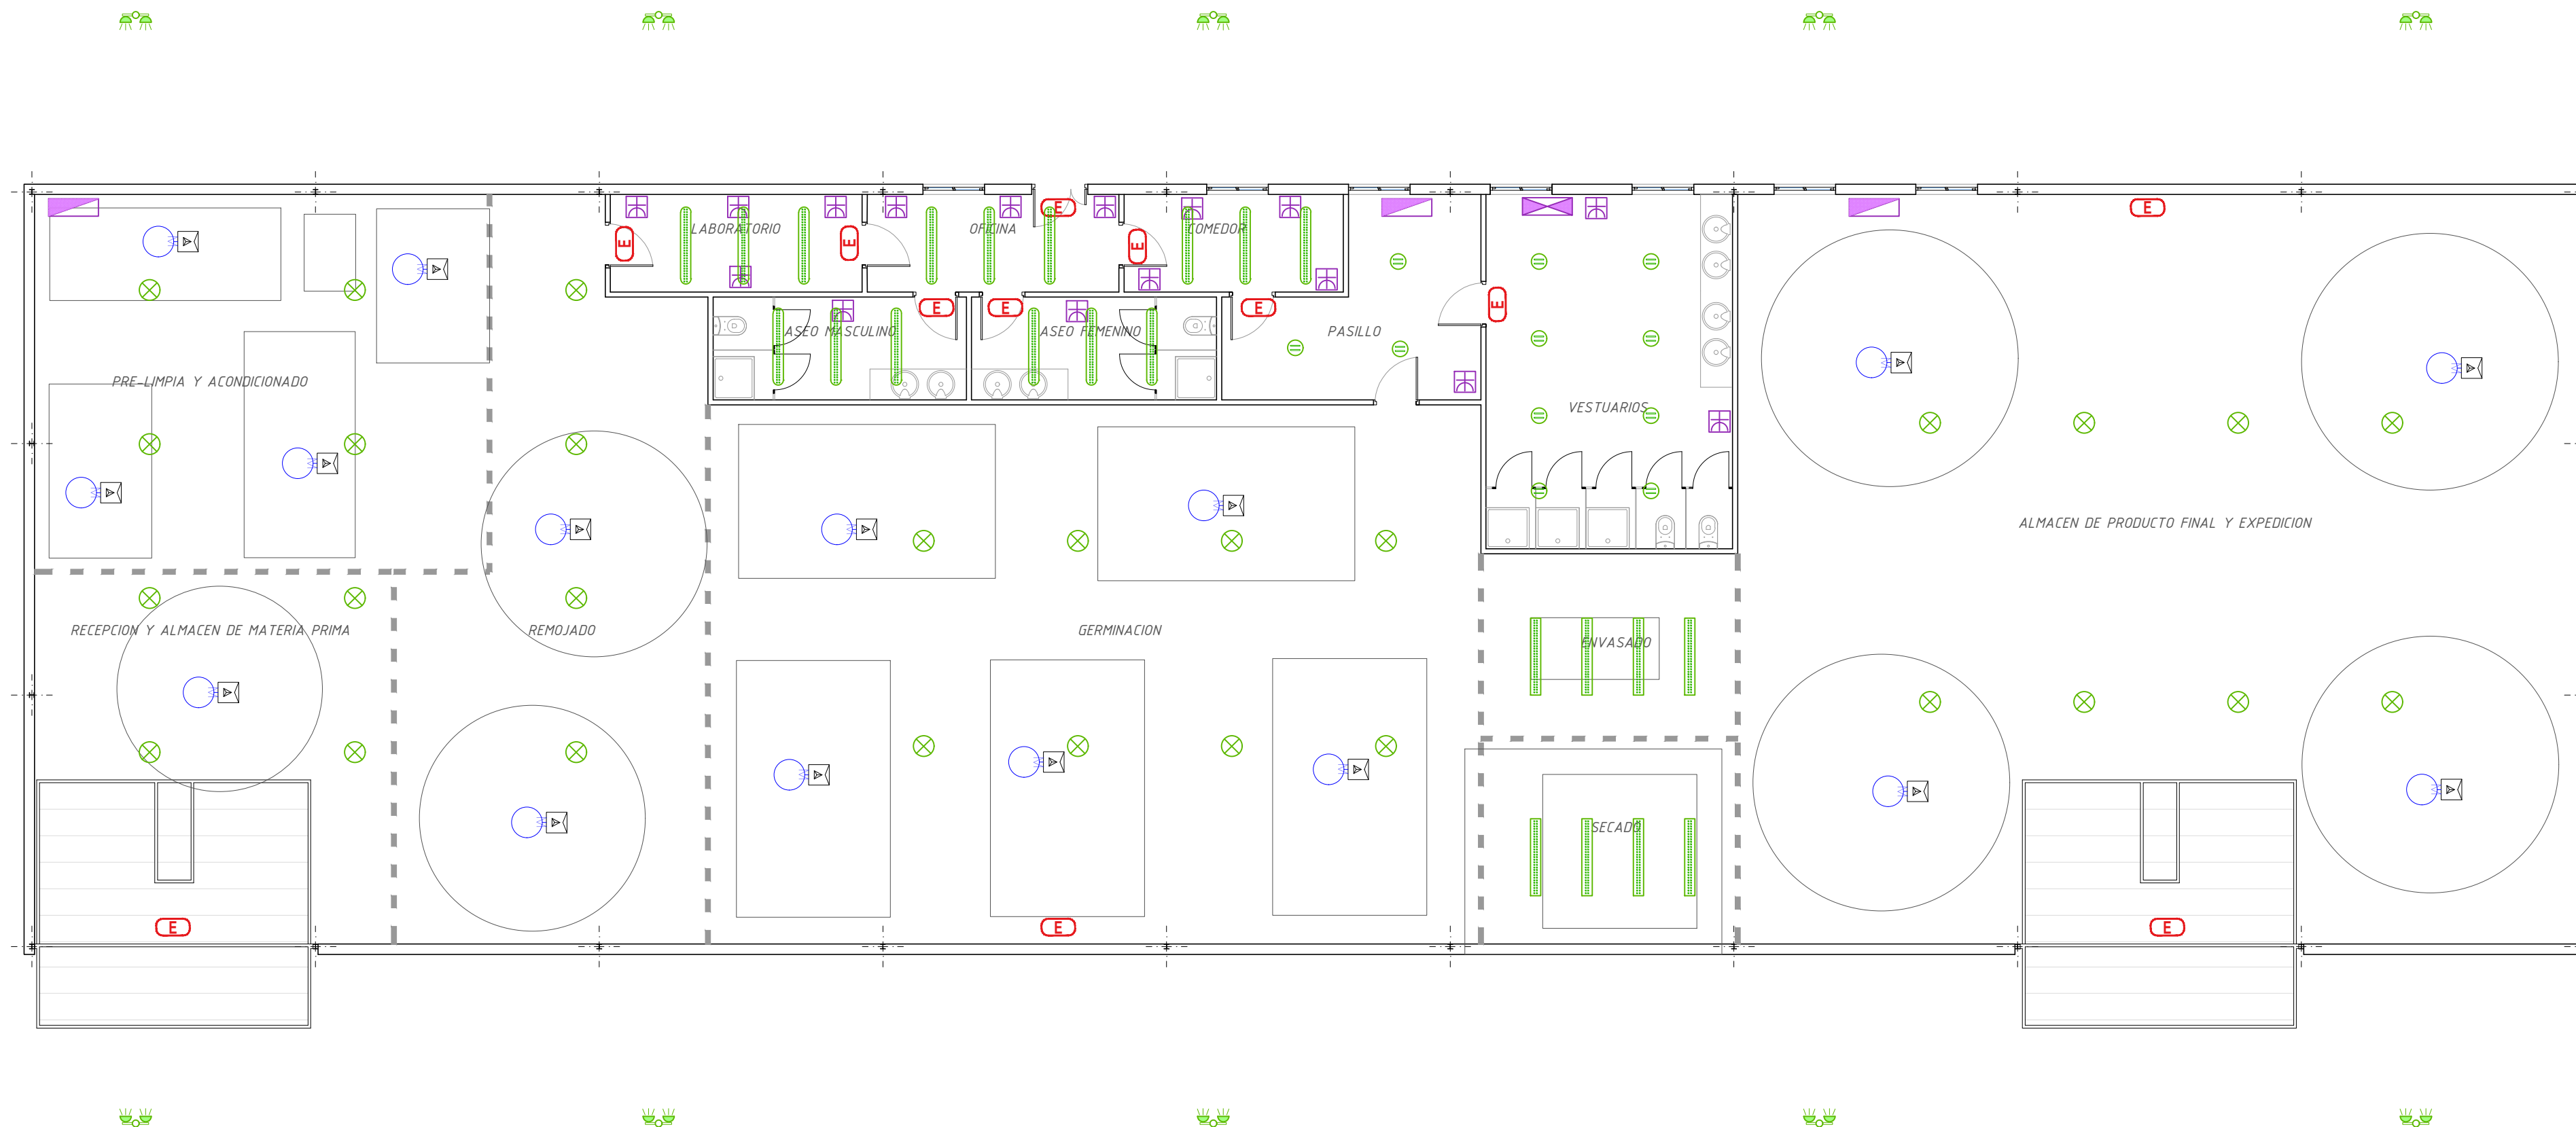 E
E
LABORATORIO
OFICINA
COMEDOR
E
E
E
E
E
E
E
ASEO MASCULINO
ASEO FEMENINO
PASILLO
PRE-LIMPIA Y ACONDICIONADO
VESTUARIOS
ALMACEN DE PRODUCTO FINAL Y EXPEDICION
RECEPCION Y ALMACEN DE MATERIA PRIMA
REMOJADO
GERMINACION
ENVASADO
SECADO
E
E
E